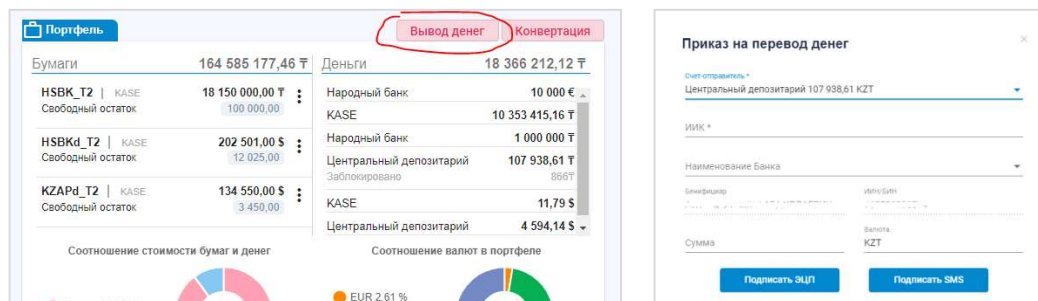 Портфель
Вывод денег
Конвертация
Бумаги 164 585 177,46 ₸
HSBK_T2 | KASE 18 150 000,00 ₸
Свободный остаток 100 000,00
HSBKd_T2 | KASE 202 501,00 $
Свободный остаток 12 025,00
KZAPd_T2 | KASE 134 550,00 $
Свободный остаток 3 450,00
Деньги 18 366 212,12 ₸
Народный банк 10 000 €
KASE 10 353 415,16 ₸
Народный банк 1 000 000 ₸
Центральный депозитарий 107 938,61 ₸
Заблокировано 866₸
KASE 11,79 $
Центральный депозитарий 4 594,14 $
Соотношение стоимости бумаг и денег
Соотношение валют в портфеле
EUR 2.61 %
Приказ на перевод денег
Счет-отправитель *
Центральный депозитарий 107 938,61 KZT
ИИК *
Наименование Банка
Бенефициар
ИИН/БИН
Сумма
Валюта
KZT
Подписать ЭЦП
Подписать SMS